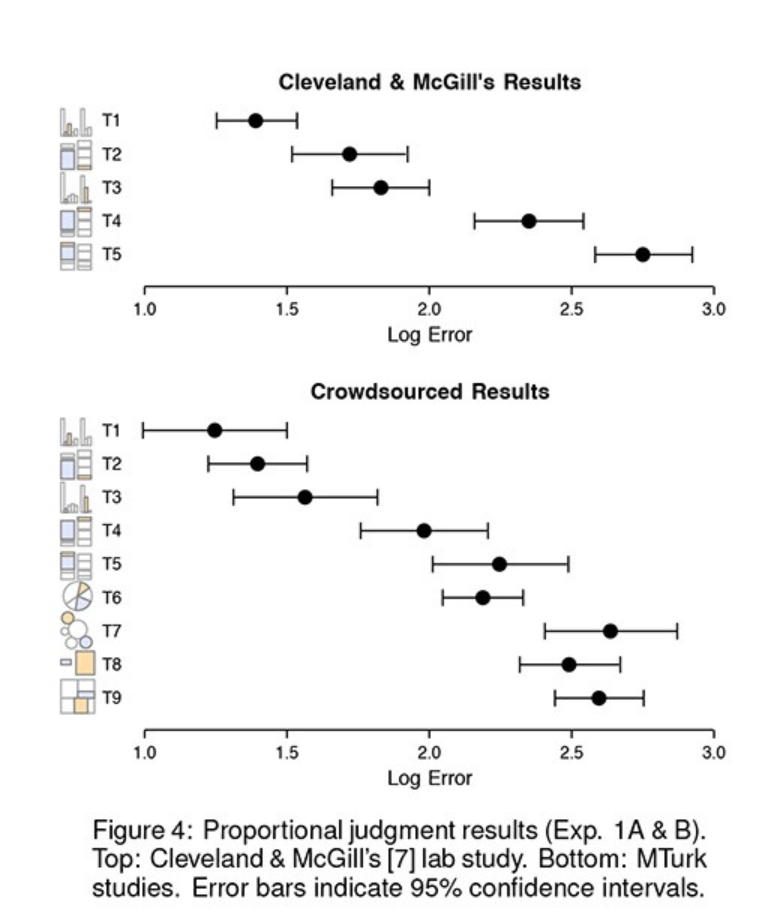 Cleveland & McGill's Results
T1
T2
T3
T4
T5
1.0 1.5 2.0 2.5 3.0
Log Error
Crowdsourced Results
T1
T2
T3
T4
T5
T6
T7
T8
T9
1.0 1.5 2.0 2.5 3.0
Log Error
Figure 4: Proportional judgment results (Exp. 1A & B).
Top: Cleveland & McGill's [7] lab study. Bottom: MTurk
studies. Error bars indicate 95% confidence intervals.